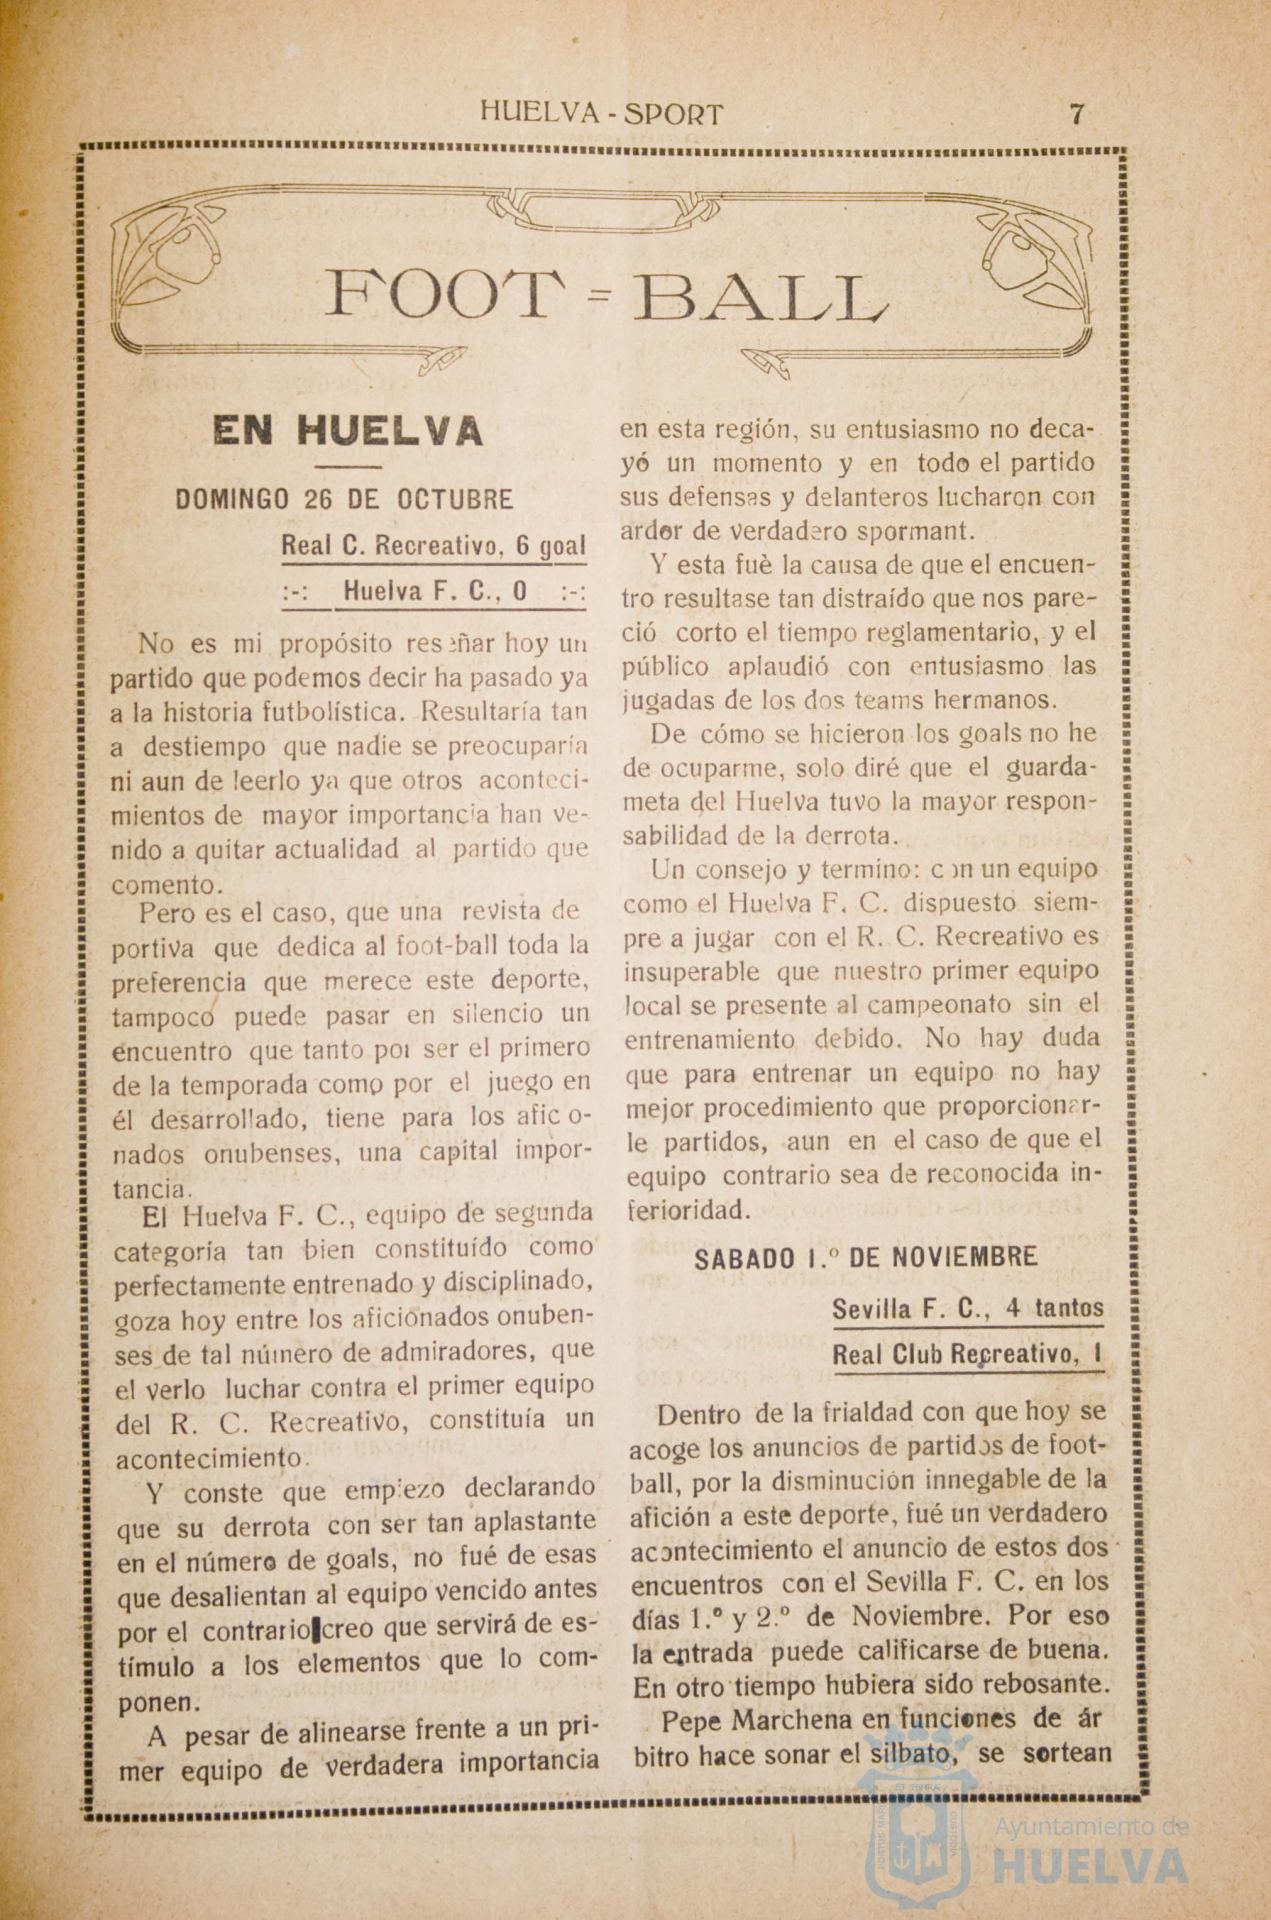 HUELVA - SPORT
7
FOOT = BALL
EN HUELVA
DOMINGO 26 DE OCTUBRE
Real C. Recreativo, 6 goal
:-: Huelva F. C., 0 :-:
No es mi propósito reseñar hoy un
partido que podemos decir ha pasado ya
a la historia futbolística. Resultaría tan
a destiempo que nadie se preocuparía
ni aun de leerlo ya que otros aconteci-
mientos de mayor importancia han ve-
nido a quitar actualidad al partido que
comento.
Pero es el caso, que una revista de
portiva que dedica al foot-ball toda la
preferencia que merece este deporte,
tampoco puede pasar en silencio un
encuentro que tanto por ser el primero
de la temporada como por el juego en
él desarrollado, tiene para los afic o-
nados onubenses, una capital impor-
tancia.
El Huelva F. C., equipo de segunda
categoría tan bien constituído como
perfectamente entrenado y disciplinado,
goza hoy entre los aficionados onuben-
ses de tal número de admiradores, que
el verlo luchar contra el primer equipo
del R. C. Recreativo, constituía un
acontecimiento.
Y conste que empiezo declarando
que su derrota con ser tan aplastante
en el número de goals, no fué de esas
que desalientan al equipo vencido antes
por el contrario creo que servirá de es-
tímulo a los elementos que lo com-
ponen.
A pesar de alinearse frente a un pri-
mer equipo de verdadera importancia
en esta región, su entusiasmo no deca-
yó un momento y en todo el partido
sus defensas y delanteros lucharon con
ardor de verdadero spormant.
Y esta fuè la causa de que el encuen-
tro resultase tan distraído que nos pare-
ció corto el tiempo reglamentario, y el
público aplaudió con entusiasmo las
jugadas de los dos teams hermanos.
De cómo se hicieron los goals no he
de ocuparme, solo diré que el guarda-
meta del Huelva tuvo la mayor respon-
sabilidad de la derrota.
Un consejo y termino: con un equipo
como el Huelva F. C. dispuesto siem-
pre a jugar con el R. C. Recreativo es
insuperable que nuestro primer equipo
local se presente al campeonato sin el
entrenamiento debido. No hay duda
que para entrenar un equipo no hay
mejor procedimiento que proporcionar-
le partidos, aun en el caso de que el
equipo contrario sea de reconocida in-
ferioridad.
SABADO 1.º DE NOVIEMBRE
Sevilla F. C., 4 tantos
Real Club Recreativo, 1
Dentro de la frialdad con que hoy se
acoge los anuncios de partidos de foot-
ball, por la disminución innegable de la
afición a este deporte, fué un verdadero
acontecimiento el anuncio de estos dos
encuentros con el Sevilla F. C. en los
días 1.º y 2.º de Noviembre. Por eso
la entrada puede calificarse de buena.
En otro tiempo hubiera sido rebosante.
Pepe Marchena en funciones de ár
bitro hace sonar el silbato, se sortean
Ayuntamiento de
HUELVA